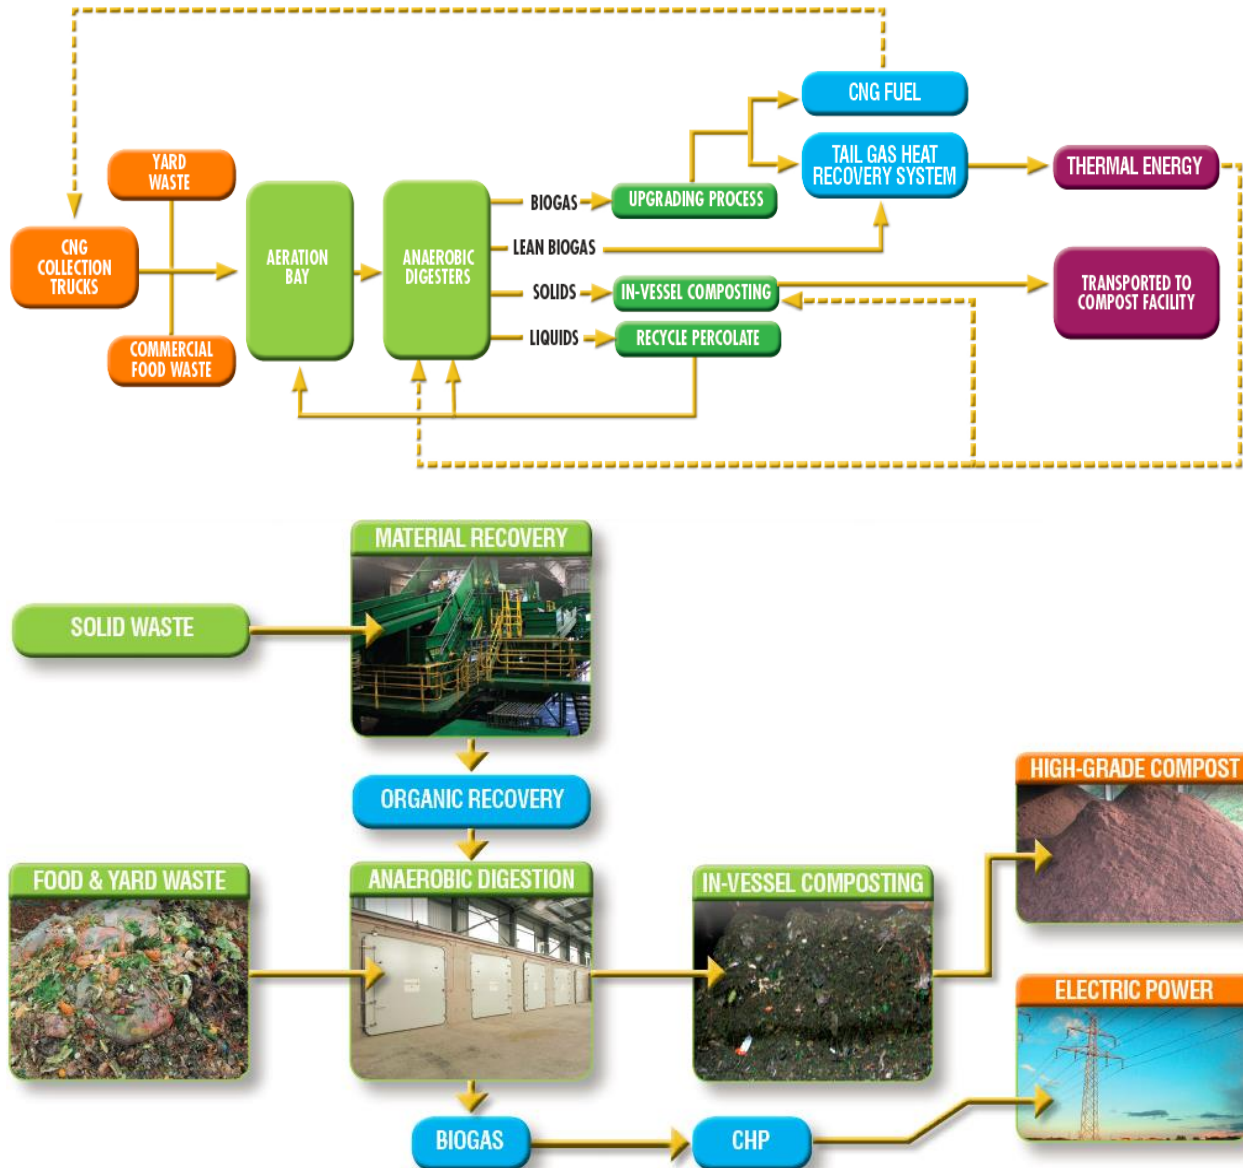 CNG FUEL
YARD
WASTE
TAIL GAS HEAT
RECOVERY SYSTEM
THERMAL ENERGY
BIOGAS
UPGRADING PROCESS
CNG
COLLECTION
TRUCKS
AERATION
BAY
ANAEROBIC
DIGESTERS
LEAN BIOGAS
SOLIDS
IN-VESSEL COMPOSTING
TRANSPORTED TO
COMPOST FACILITY
LIQUIDS
RECYCLE PERCOLATE
COMMERCIAL
FOOD WASTE
MATERIAL RECOVERY
SOLID WASTE
ORGANIC RECOVERY
HIGH-GRADE COMPOST
FOOD & YARD WASTE
ANAEROBIC DIGESTION
IN-VESSEL COMPOSTING
ELECTRIC POWER
BIOGAS
CHP